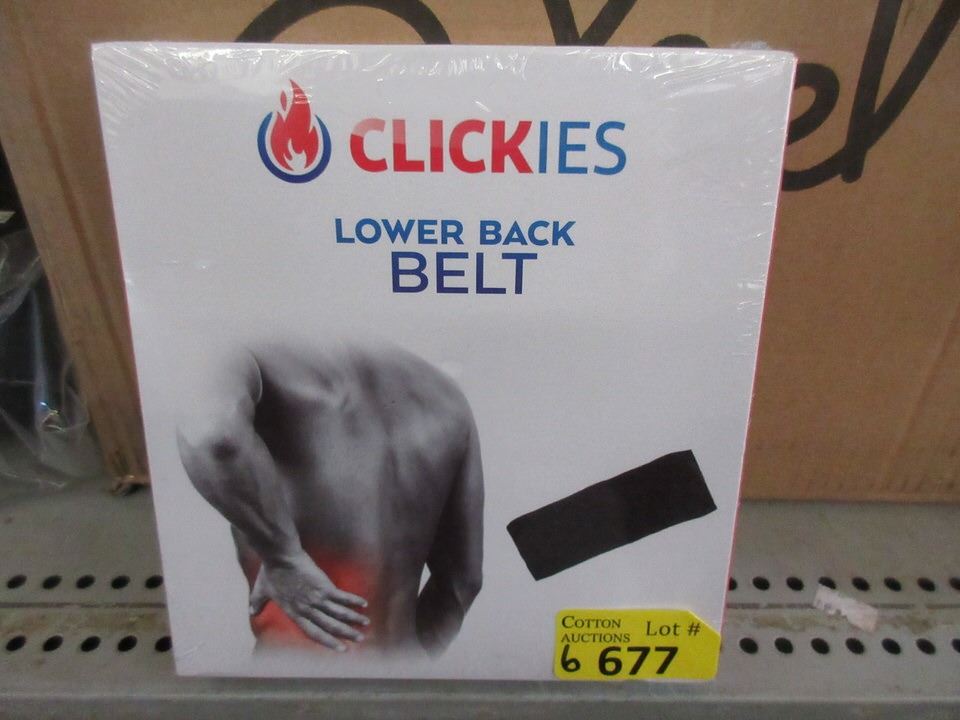 CLICKIES
LOWER BACK
BELT
COTTON
AUCTIONS Lot #
6 677